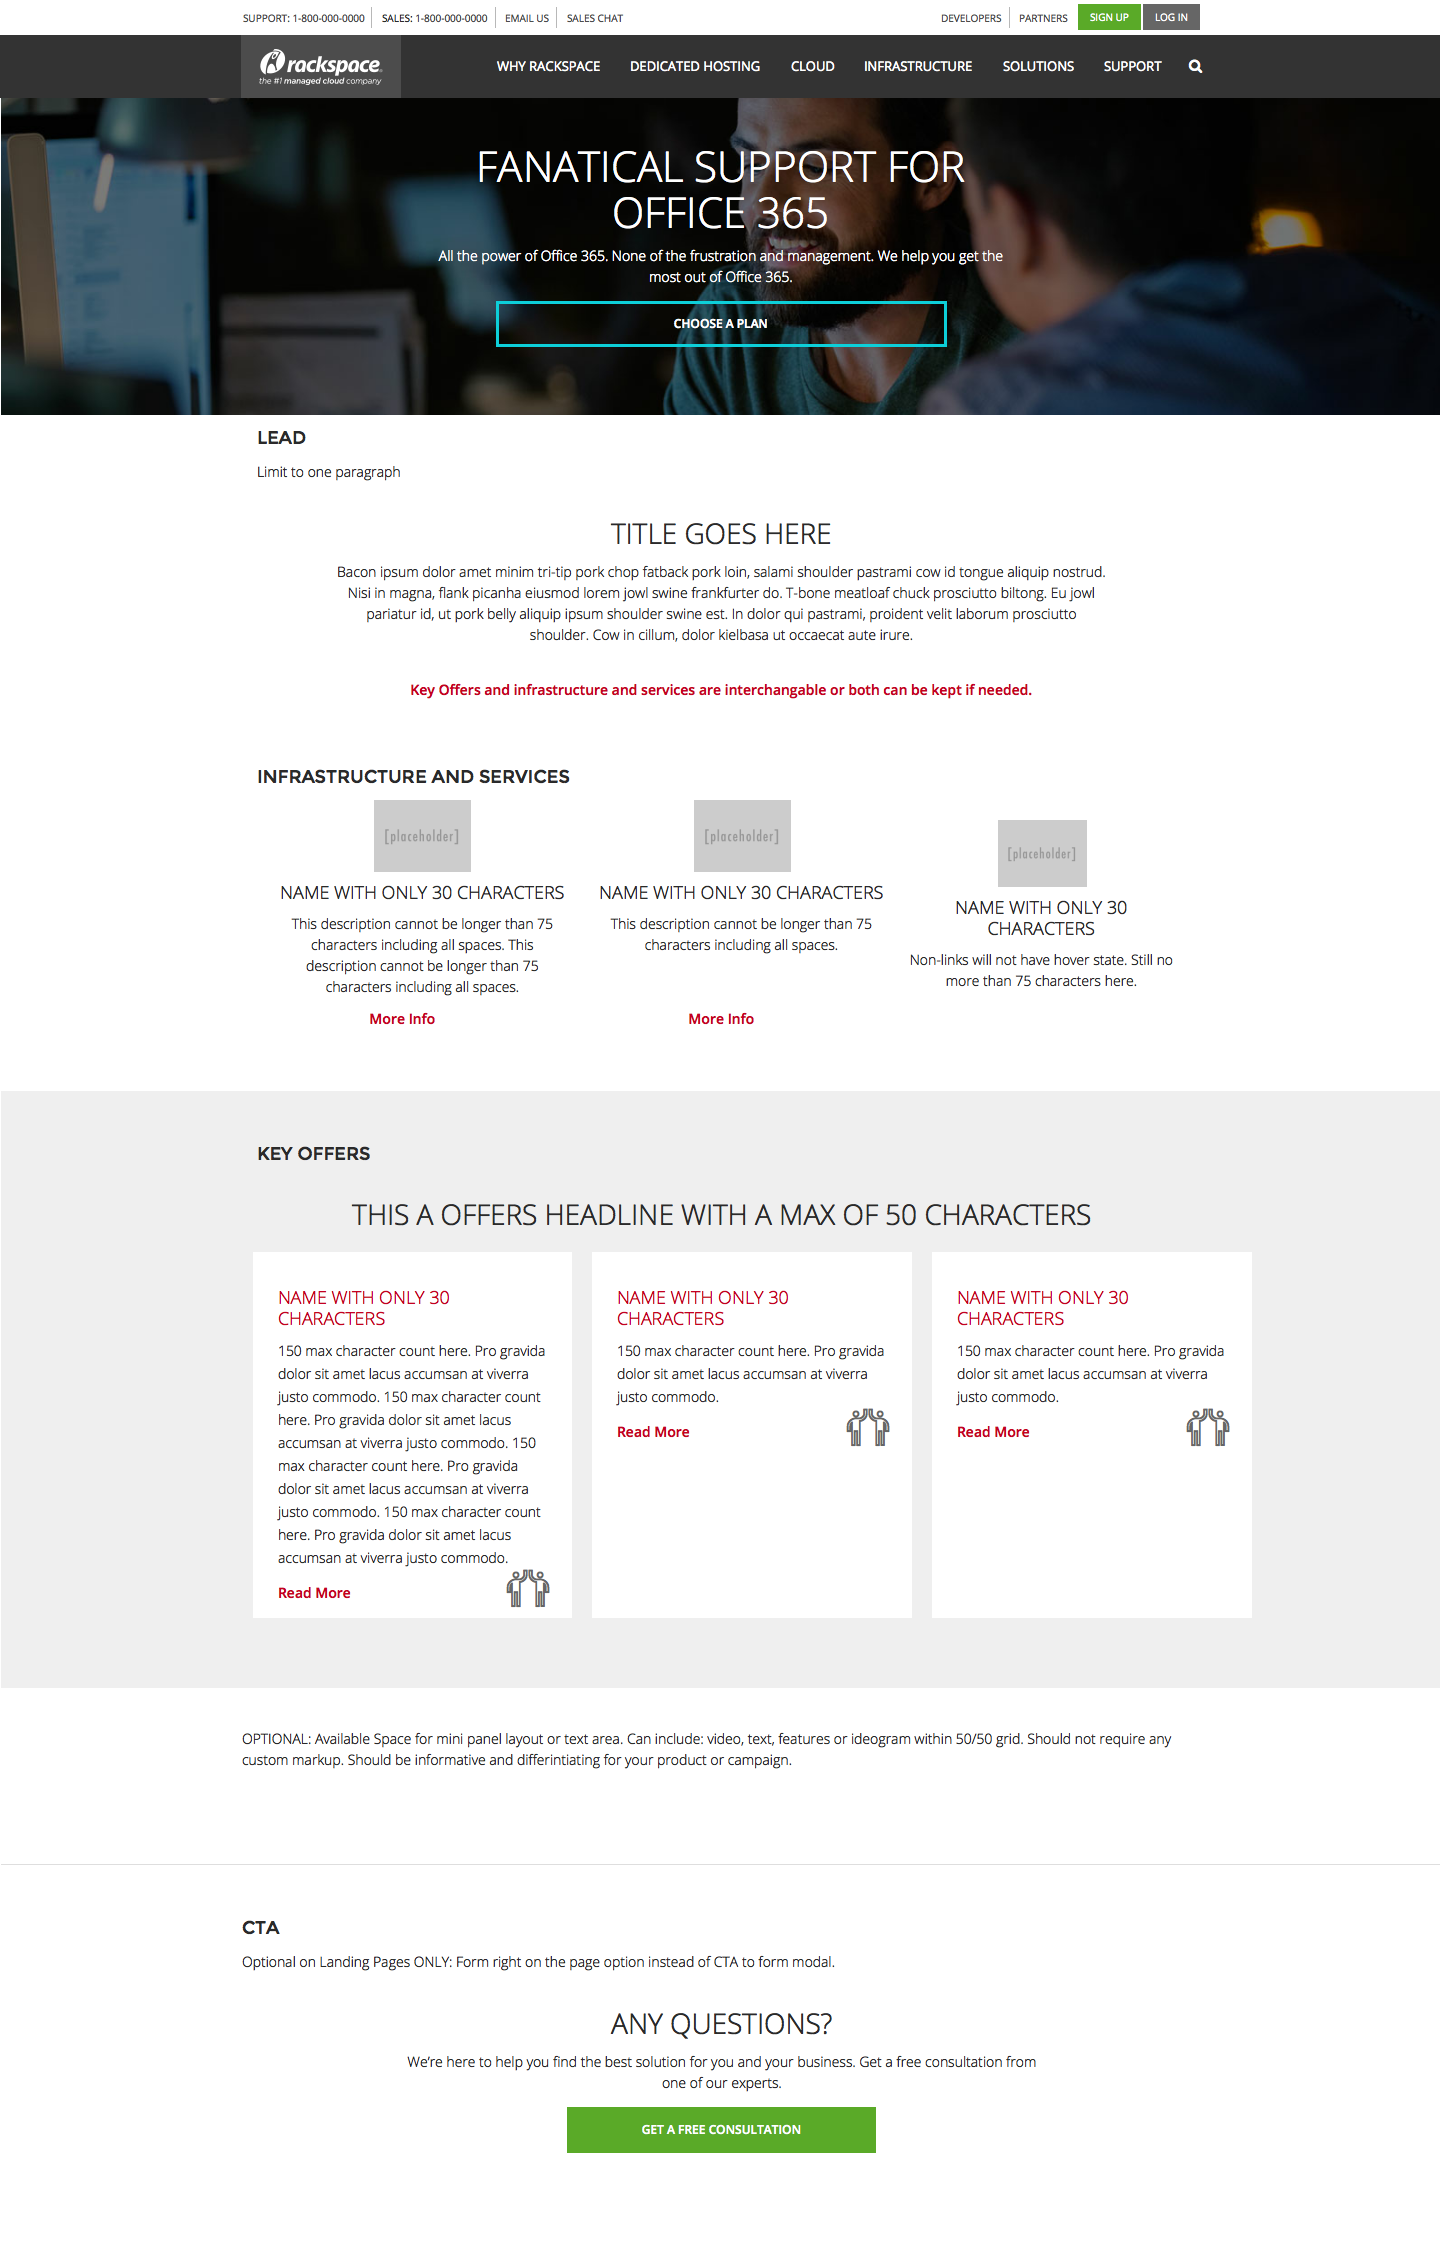 SUPPORT: 1-800-000-0000 SALES: 1-800-000-0000 EMAIL US SALES CHAT DEVELOPERS PARTNERS SIGN UP LOG IN
rackspace
the #1 managed cloud company
WHY RACKSPACE DEDICATED HOSTING CLOUD INFRASTRUCTURE SOLUTIONS SUPPORT
FANATICAL SUPPORT FOR
OFFICE 365
All the power of Office 365. None of the frustration and management. We help you get the
most out of Office 365.
CHOOSE A PLAN
LEAD
Limit to one paragraph
TITLE GOES HERE
Bacon ipsum dolor amet minim tri-tip pork chop fatback pork loin, salami shoulder pastrami cow id tongue aliquip nostrud.
Nisi in magna, flank picanha eiusmod lorem jowl swine frankfurter do. T-bone meatloaf chuck prosciutto biltong. Eu jowl
pariatur id, ut pork belly aliquip ipsum shoulder swine est. In dolor qui pastrami, proident velit laborum prosciutto
shoulder. Cow in cillum, dolor kielbasa ut occaecat aute irure.
Key Offers and infrastructure and services are interchangable or both can be kept if needed.
INFRASTRUCTURE AND SERVICES
[placeholder]
NAME WITH ONLY 30 CHARACTERS
This description cannot be longer than 75
characters including all spaces. This
description cannot be longer than 75
characters including all spaces.
More Info
[placeholder]
NAME WITH ONLY 30 CHARACTERS
This description cannot be longer than 75
characters including all spaces.
More Info
[placeholder]
NAME WITH ONLY 30
CHARACTERS
Non-links will not have hover state. Still no
more than 75 characters here.
KEY OFFERS
THIS A OFFERS HEADLINE WITH A MAX OF 50 CHARACTERS
NAME WITH ONLY 30
CHARACTERS
150 max character count here. Pro gravida
dolor sit amet lacus accumsan at viverra
justo commodo. 150 max character count
here. Pro gravida dolor sit amet lacus
accumsan at viverra justo commodo. 150
max character count here. Pro gravida
dolor sit amet lacus accumsan at viverra
justo commodo. 150 max character count
here. Pro gravida dolor sit amet lacus
accumsan at viverra justo commodo.
Read More
NAME WITH ONLY 30
CHARACTERS
150 max character count here. Pro gravida
dolor sit amet lacus accumsan at viverra
justo commodo.
Read More
NAME WITH ONLY 30
CHARACTERS
150 max character count here. Pro gravida
dolor sit amet lacus accumsan at viverra
justo commodo.
Read More
OPTIONAL: Available Space for mini panel layout or text area. Can include: video, text, features or ideogram within 50/50 grid. Should not require any
custom markup. Should be informative and differintiating for your product or campaign.
CTA
Optional on Landing Pages ONLY: Form right on the page option instead of CTA to form modal.
ANY QUESTIONS?
We're here to help you find the best solution for you and your business. Get a free consultation from
one of our experts.
GET A FREE CONSULTATION